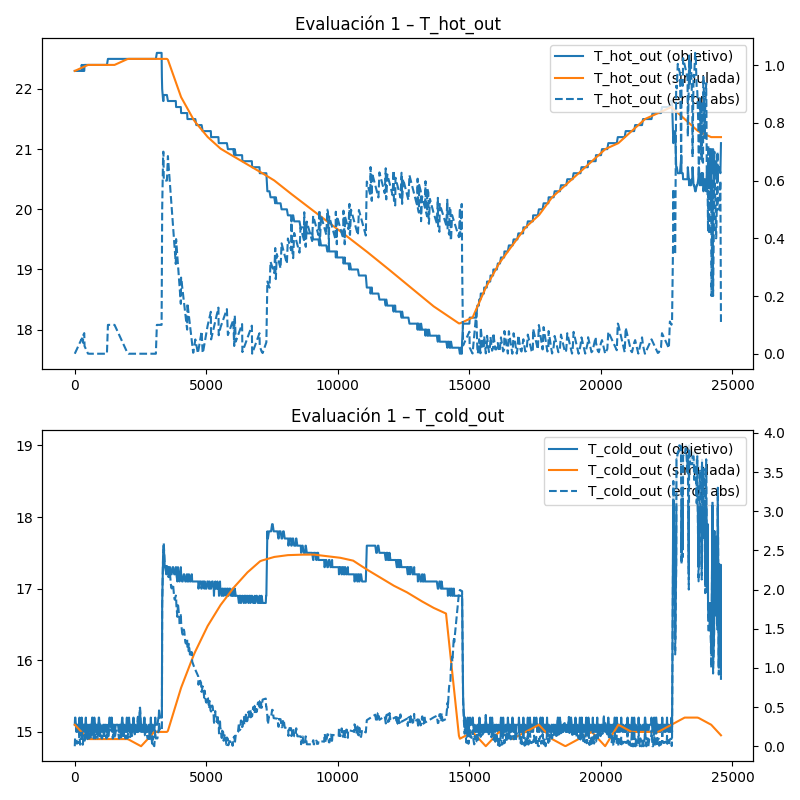 Evaluación 1 – T_hot_out
T_hot_out (objetivo)
T_hot_out (simulada)
T_hot_out (error abs)
22
21
20
19
18
1.0
0.8
0.6
0.4
0.2
0.0
0 5000 10000 15000 20000 25000
Evaluación 1 – T_cold_out
T_cold_out (objetivo)
T_cold_out (simulada)
T_cold_out (error abs)
19
18
17
16
15
4.0
3.5
3.0
2.5
2.0
1.5
1.0
0.5
0.0
0 5000 10000 15000 20000 25000